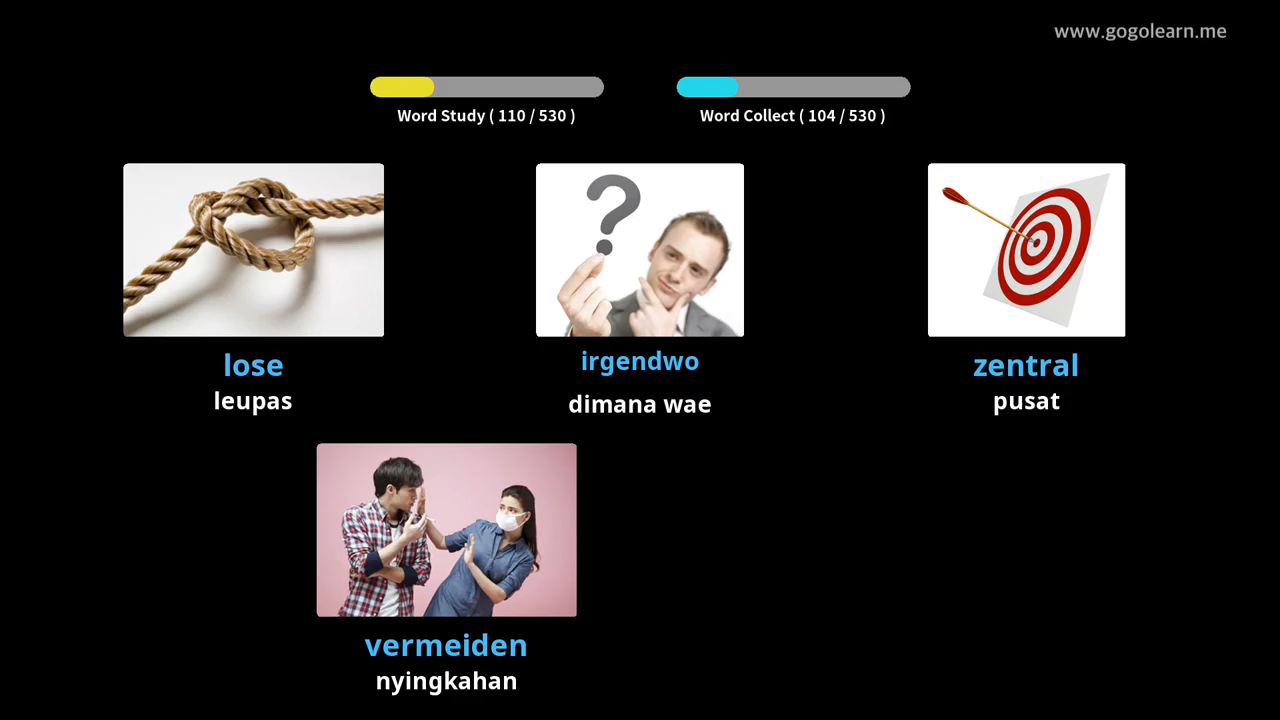 www.gogolearn.me
Word Study ( 110 / 530 )
Word Collect ( 104 / 530 )
lose
leupas
irgendwo
dimana wae
zentral
pusat
vermeiden
nyingkahan